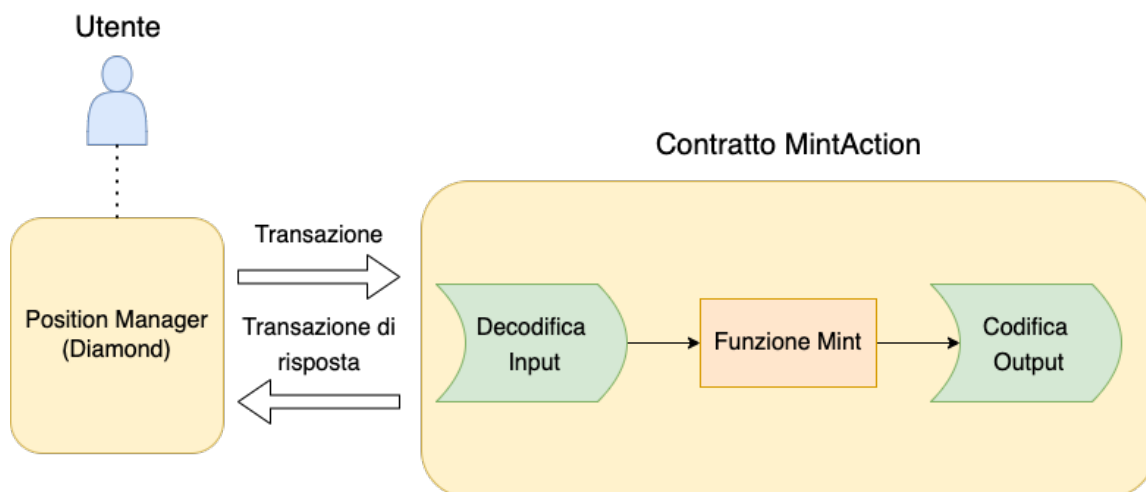 Utente
Contratto MintAction
Transazione
Position Manager
(Diamond)
Transazione di
risposta
Decodifica
Input
Funzione Mint
Codifica
Output